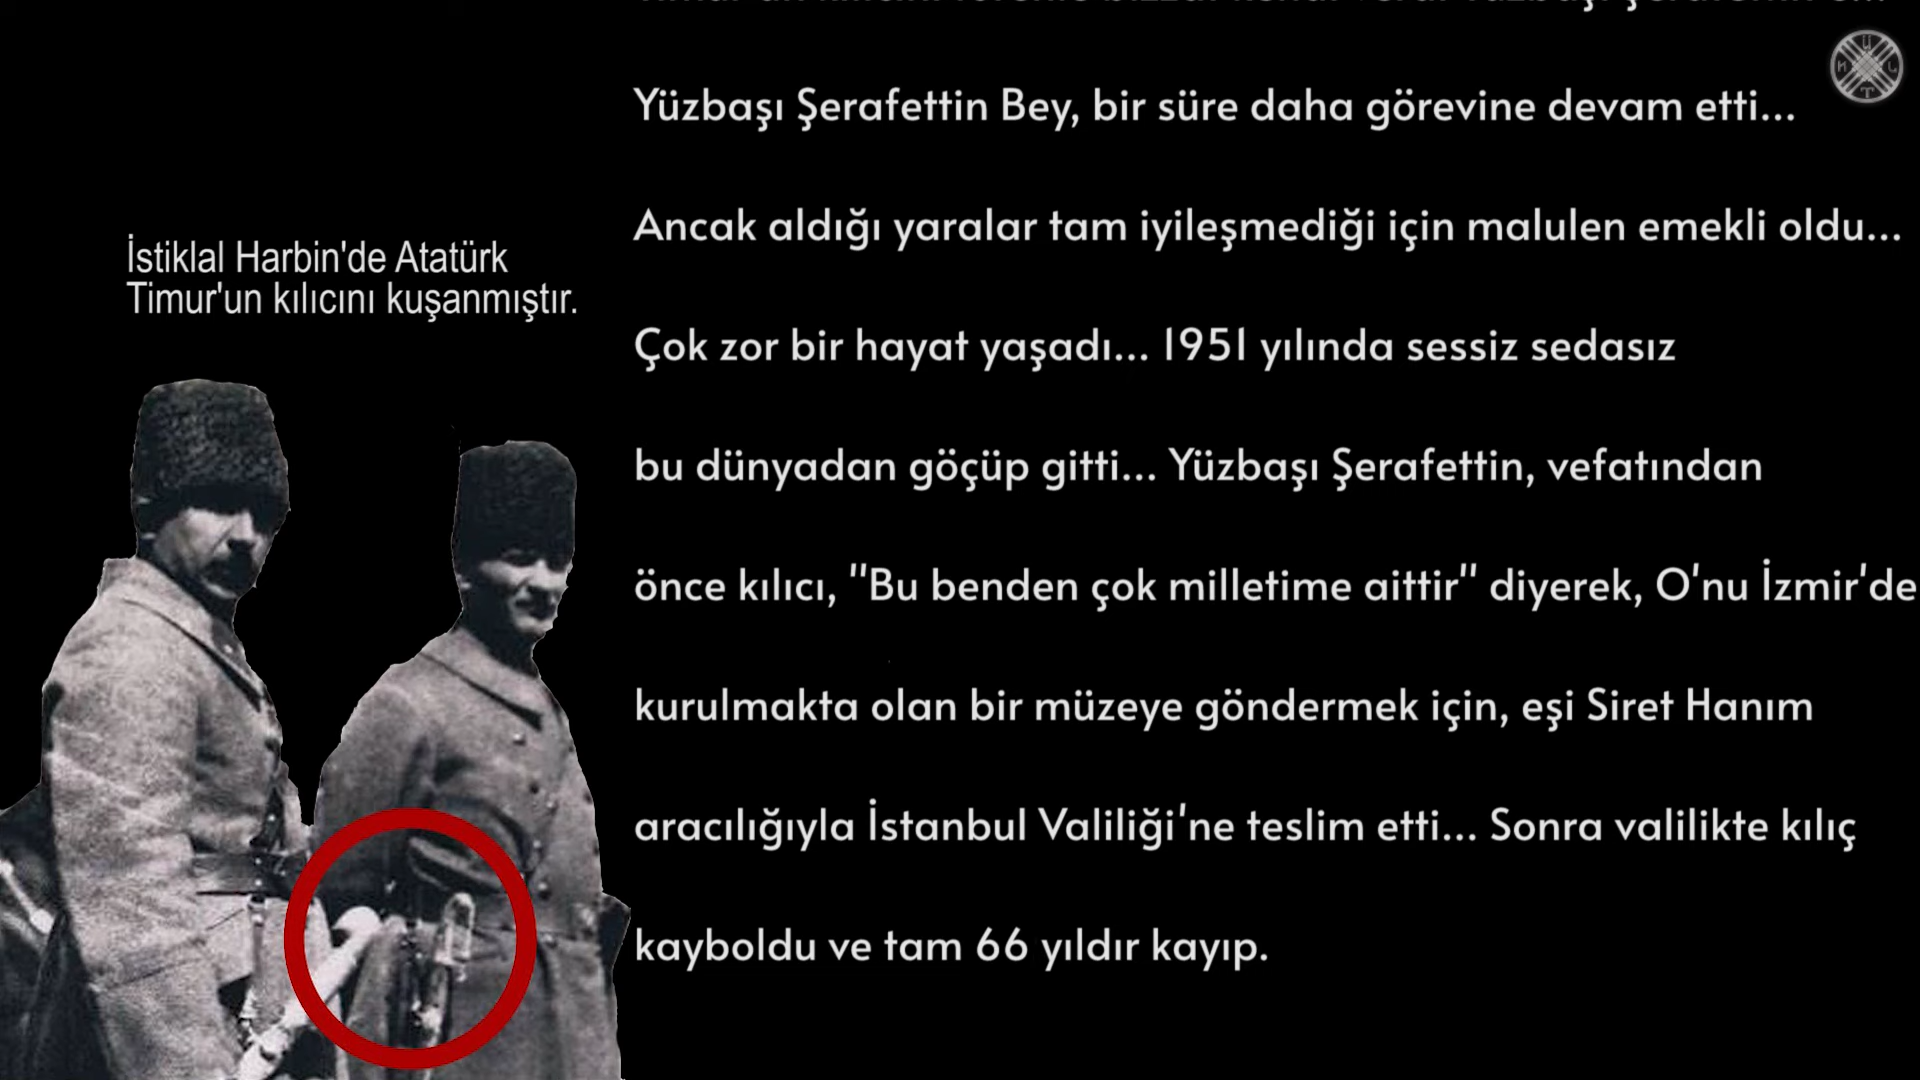 Yüzbaşı Şerafettin Bey, bir süre daha görevine devam etti...
Ancak aldığı yaralar tam iyileşmediği için malulen emekli oldu...
İstiklal Harbin'de Atatürk
Timur'un kılıcını kuşanmıştır.
Çok zor bir hayat yaşadı... 1951 yılında sessiz sedasız
bu dünyadan göçüp gitti... Yüzbaşı Şerafettin, vefatından
önce kılıcı, "Bu benden çok milletime aittir" diyerek, O'nu İzmir'de
kurulmakta olan bir müzeye göndermek için, eşi Siret Hanım
aracılığıyla İstanbul Valiliği'ne teslim etti... Sonra valilikte kılıç
kayboldu ve tam 66 yıldır kayıp.